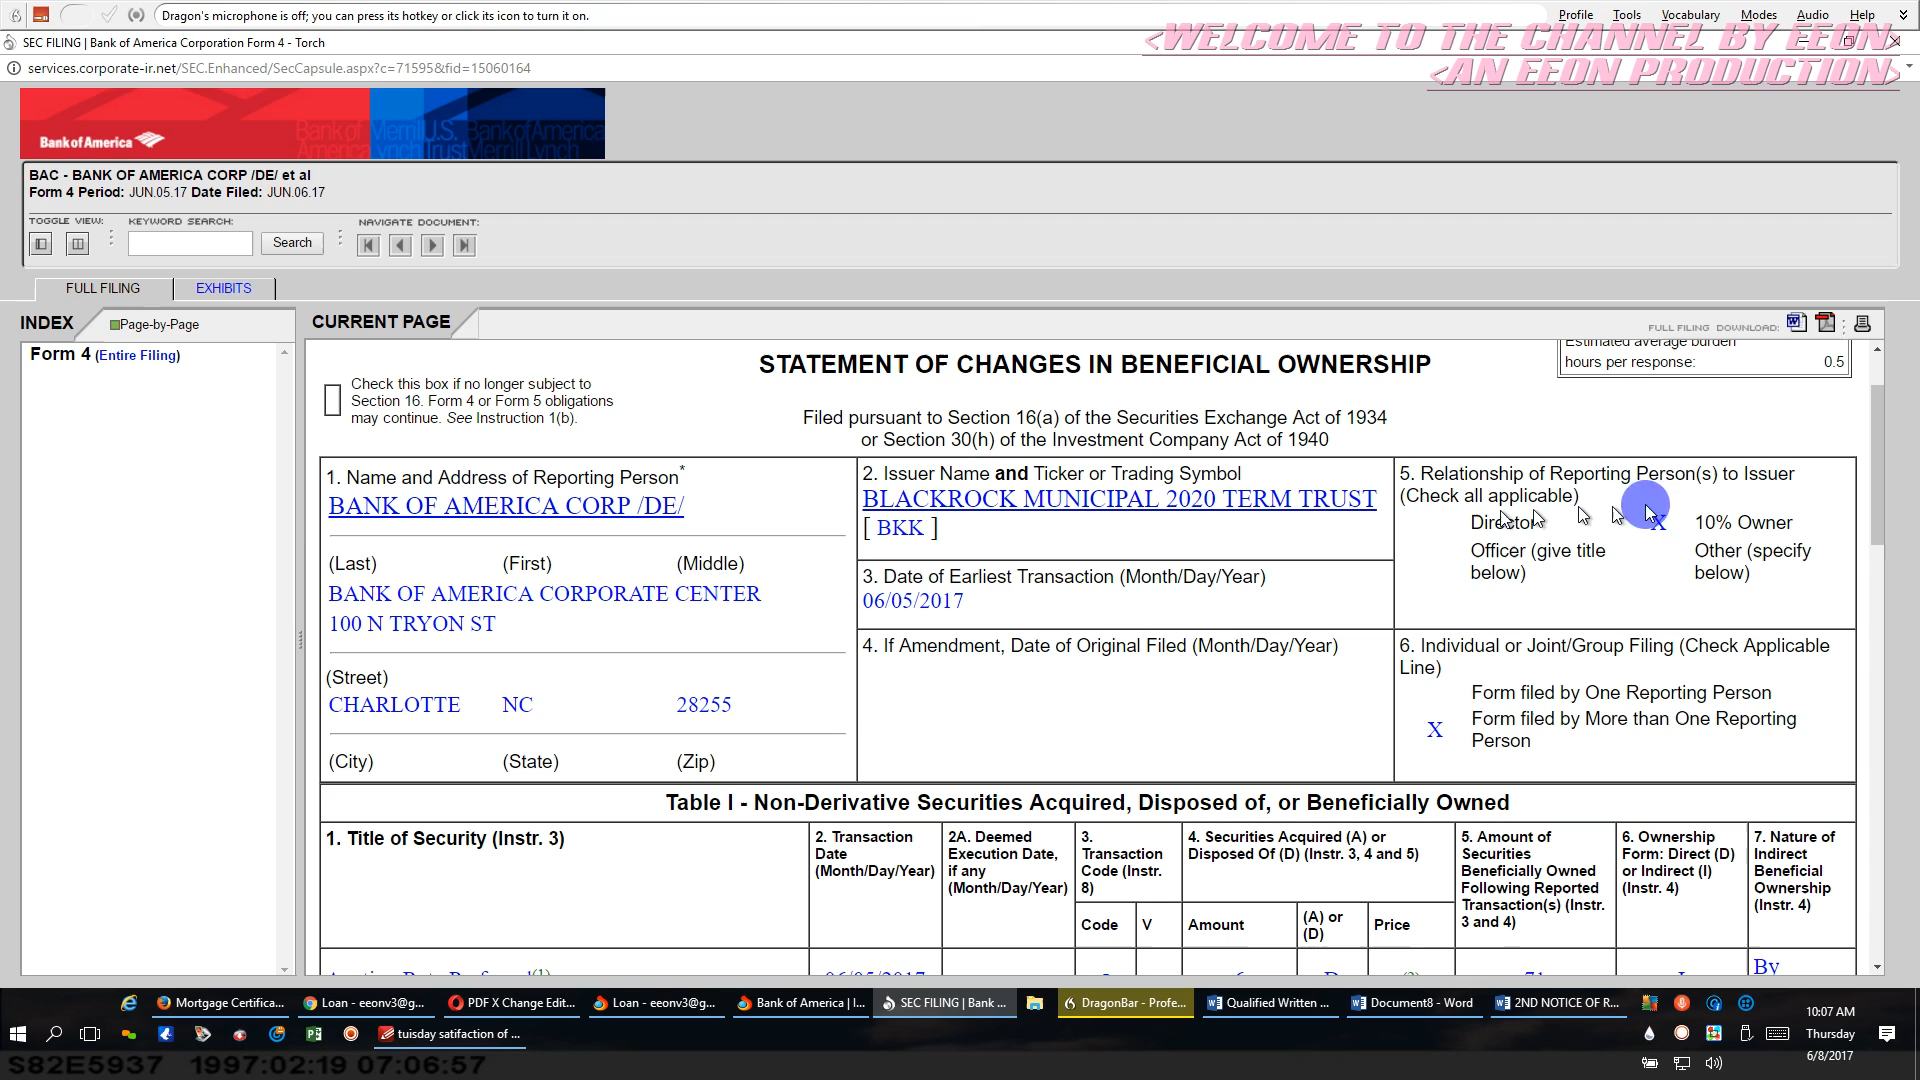 Dragon's microphone is off; you can press its hotkey or click its icon to turn it on.
Profile Tools Vocabulary Modes Audio Help
SEC FILING | Bank of America Corporation Form 4 - Torch
<WELCOME TO THE CHANNEL BY EEON>
<AN EEON PRODUCTION>
services.corporate-ir.net/SEC.Enhanced/SecCapsule.aspx?c=71595&fid=15060164
Bank of America
BAC - BANK OF AMERICA CORP /DE/ et al
Form 4 Period: JUN.05.17 Date Filed: JUN.06.17
TOGGLE VIEW: KEYWORD SEARCH: NAVIGATE DOCUMENT:
Search
FULL FILING EXHIBITS
INDEX Page-by-Page CURRENT PAGE
FULL FILING DOWNLOAD:
Form 4 (Entire Filing)
Estimated average burden
hours per response: 0.5
STATEMENT OF CHANGES IN BENEFICIAL OWNERSHIP
Check this box if no longer subject to
Section 16. Form 4 or Form 5 obligations
may continue. See Instruction 1(b).
Filed pursuant to Section 16(a) of the Securities Exchange Act of 1934
or Section 30(h) of the Investment Company Act of 1940
1. Name and Address of Reporting Person*
BANK OF AMERICA CORP /DE/
(Last) (First) (Middle)
BANK OF AMERICA CORPORATE CENTER
100 N TRYON ST
(Street)
CHARLOTTE NC 28255
(City) (State) (Zip)
2. Issuer Name and Ticker or Trading Symbol
BLACKROCK MUNICIPAL 2020 TERM TRUST
[ BKK ]
3. Date of Earliest Transaction (Month/Day/Year)
06/05/2017
4. If Amendment, Date of Original Filed (Month/Day/Year)
5. Relationship of Reporting Person(s) to Issuer
(Check all applicable)
Director X 10% Owner
Officer (give title Other (specify
below) below)
6. Individual or Joint/Group Filing (Check Applicable
Line)
Form filed by One Reporting Person
X Form filed by More than One Reporting
Person
Table I - Non-Derivative Securities Acquired, Disposed of, or Beneficially Owned
1. Title of Security (Instr. 3)
2. Transaction
Date
(Month/Day/Year)
2A. Deemed
Execution Date,
if any
(Month/Day/Year)
3.
Transaction
Code (Instr.
8)
4. Securities Acquired (A) or
Disposed Of (D) (Instr. 3, 4 and 5)
5. Amount of
Securities
Beneficially Owned
Following Reported
Transaction(s) (Instr.
3 and 4)
6. Ownership
Form: Direct (D)
or Indirect (I)
(Instr. 4)
7. Nature of
Indirect
Beneficial
Ownership
(Instr. 4)
Code V Amount (A) or
(D) Price
By
Mortgage Certifica... Loan - eeonv3@g... PDF X Change Edit... Loan - eeonv3@g... Bank of America | I... SEC FILING | Bank ... DragonBar - Profe... Qualified Written ... Document8 - Word 2ND NOTICE OF R...
tuisday satifaction of ...
10:07 AM
Thursday
6/8/2017
S82E5937 1997:02:19 07:06:57